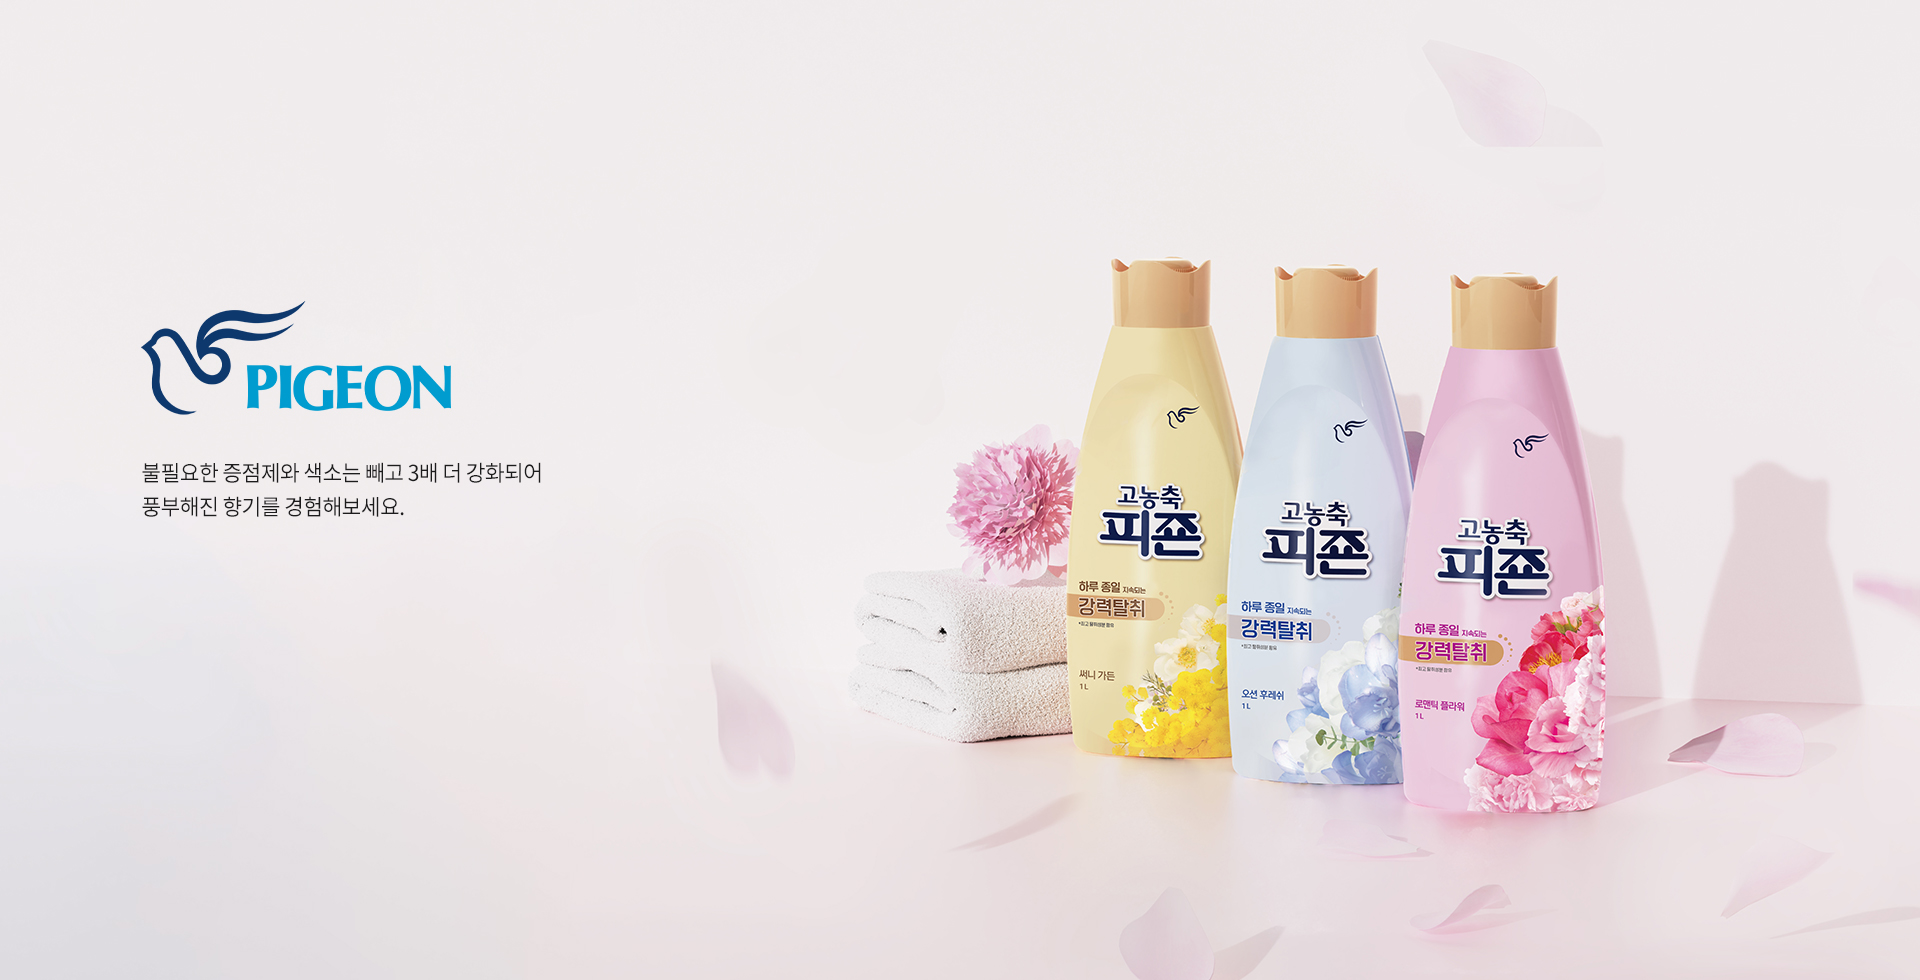 PIGEON
불필요한 증점제와 색소는 빼고 3배 더 강화되어
풍부해진 향기를 경험해보세요.
고농축
피죤
하루 종일 지속되는
강력탈취
써니 가든
1 L
고농축
피죤
하루 종일 지속되는
강력탈취
오션 후레쉬
1 L
고농축
피죤
하루 종일 지속되는
강력탈취
로맨틱 플라워
1 L